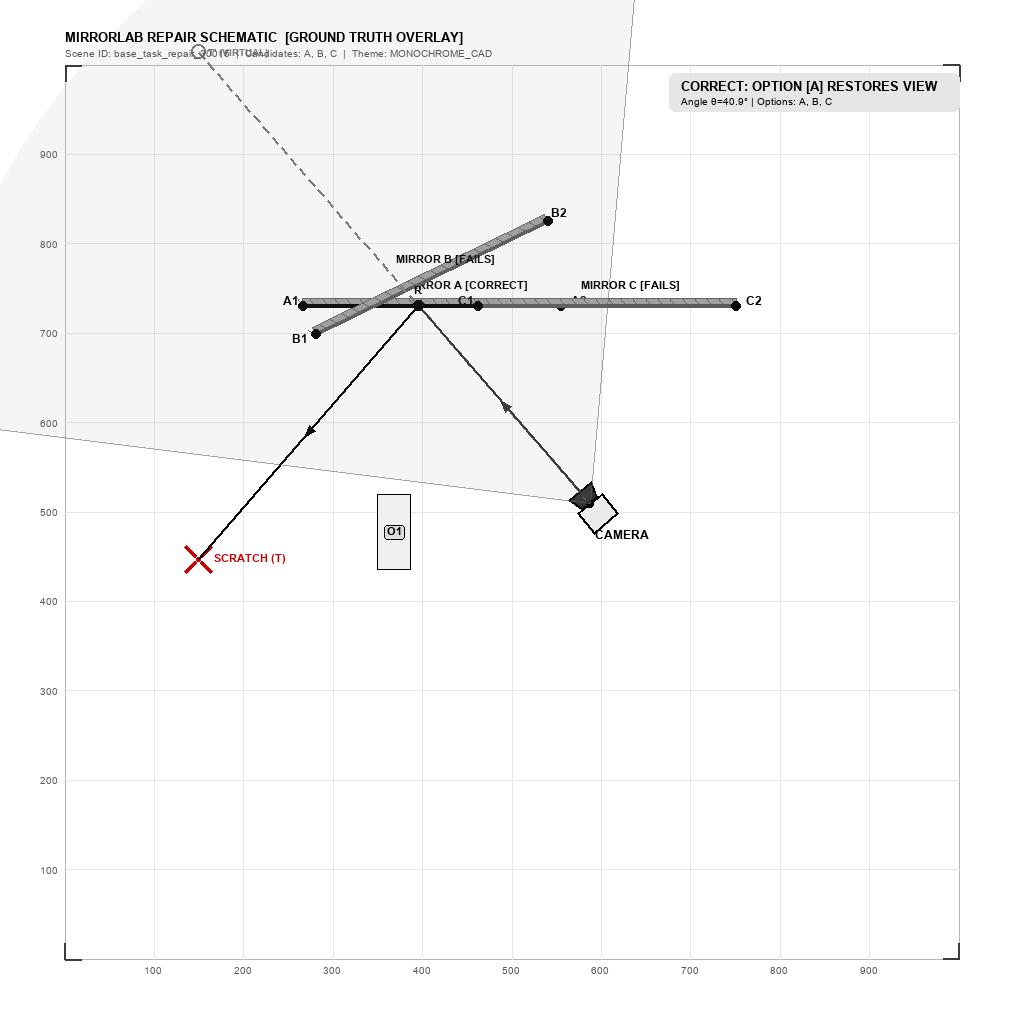 MIRRORLAB REPAIR SCHEMATIC  [GROUND TRUTH OVERLAY]
Scene ID: | Candidates: A, B, C | Theme: MONOCHROME_CAD
CORRECT: OPTION [A] RESTORES VIEW
Angle θ=40.9° | Options: A, B, C
900
800
700
600
500
400
300
200
100
B2
MIRROR B [FAILS]
[CORRECT]
MIRROR C [FAILS]
R
A1
C1
C2
B1
O1
CAMERA
SCRATCH (T)
100
200
300
400
500
600
700
800
900